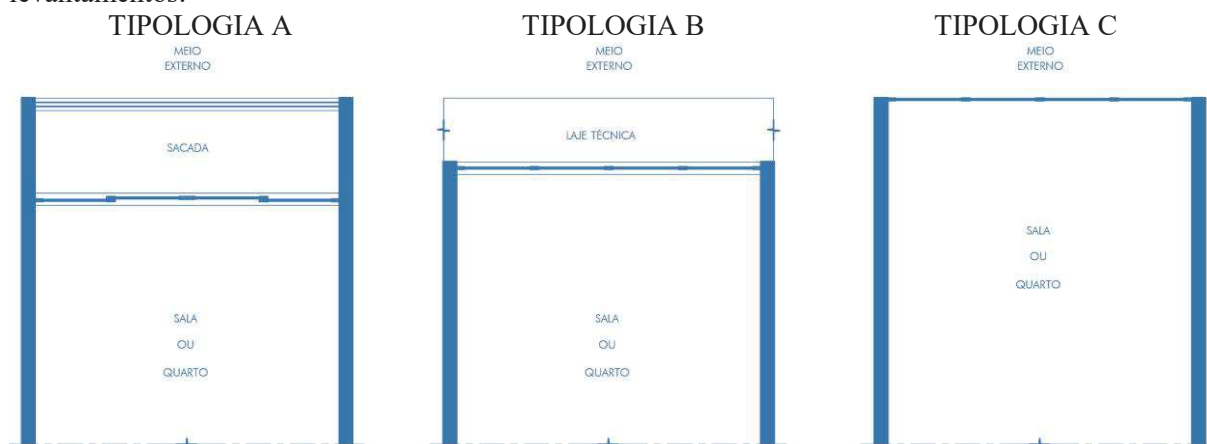 levantamentos.
TIPOLOGIA A
MEIO
EXTERNO
SACADA
SALA
OU
QUARTO
TIPOLOGIA B
MEIO
EXTERNO
LAJE TÉCNICA
SALA
OU
QUARTO
TIPOLOGIA C
MEIO
EXTERNO
SALA
OU
QUARTO